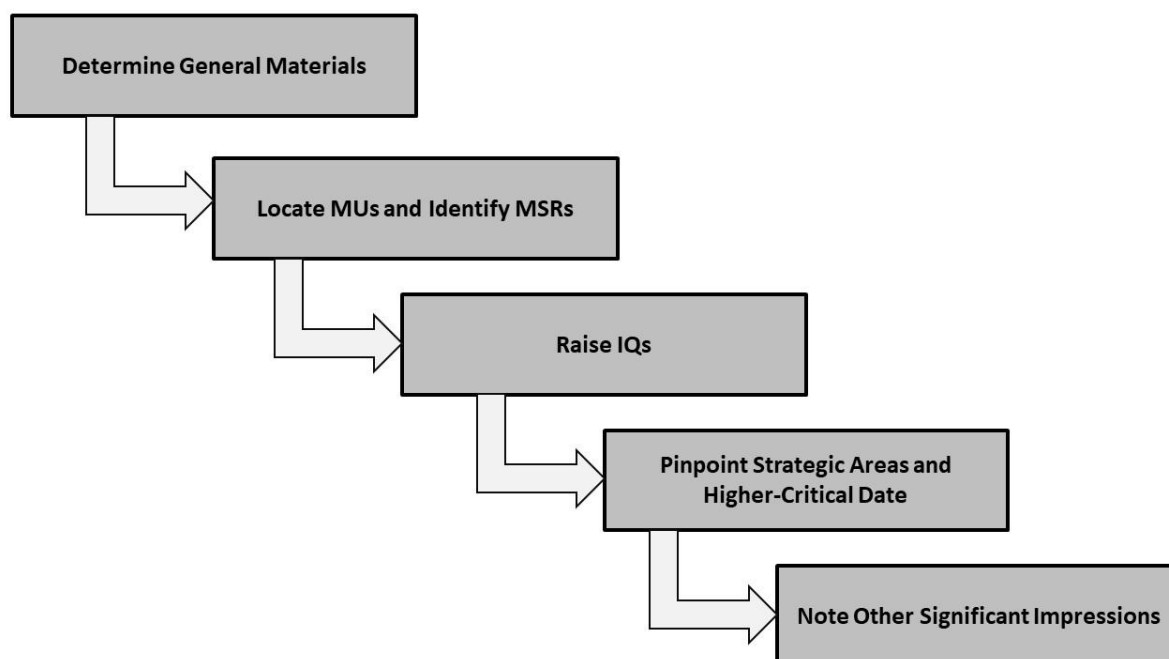 Determine General Materials
Locate MUs and Identify MSRs
Raise IQs
Pinpoint Strategic Areas and
Higher-Critical Date
Note Other Significant Impressions